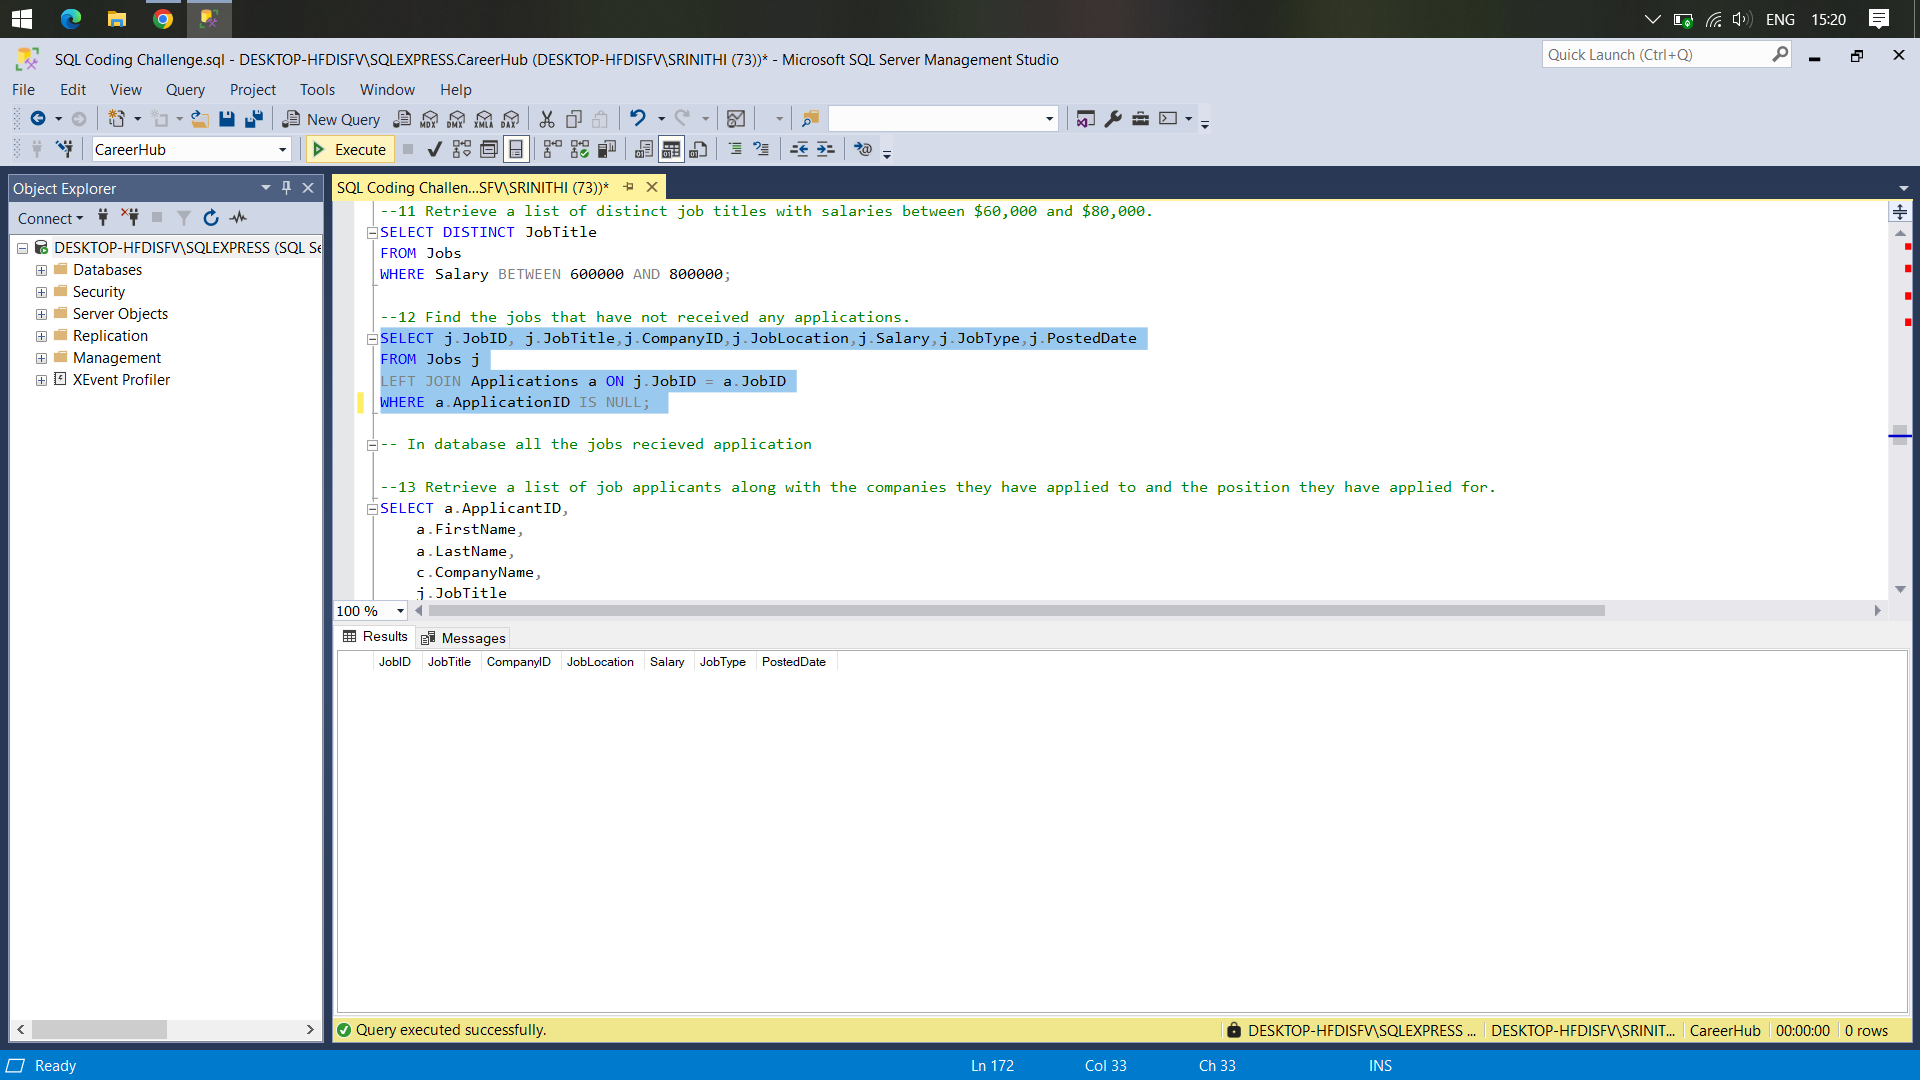 ENG
15:20
SQL Coding Challenge.sql - DESKTOP-HFDISFV\SQLEXPRESS.CareerHub (DESKTOP-HFDISFV\SRINITHI (73))* - Microsoft SQL Server Management Studio
Quick Launch (Ctrl+Q)
File Edit View Query Project Tools Window Help
New Query
MDX DMX XMLA DAX
CareerHub
Execute
Object Explorer
SQL Coding Challen...SFV\SRINITHI (73))*
Connect
DESKTOP-HFDISFV\SQLEXPRESS (SQL Se
Databases
Security
Server Objects
Replication
Management
XEvent Profiler
--11 Retrieve a list of distinct job titles with salaries between $60,000 and $80,000.
SELECT DISTINCT JobTitle
FROM Jobs
WHERE Salary BETWEEN 600000 AND 800000;
--12 Find the jobs that have not received any applications.
SELECT j.JobID, j.JobTitle,j.CompanyID,j.JobLocation,j.Salary,j.JobType,j.PostedDate
FROM Jobs j
LEFT JOIN Applications a ON j.JobID = a.JobID
WHERE a.ApplicationID IS NULL;
-- In database all the jobs recieved application
--13 Retrieve a list of job applicants along with the companies they have applied to and the position they have applied for.
SELECT a.ApplicantID,
a.FirstName,
a.LastName,
c.CompanyName,
j.JobTitle
100 %
Results Messages
JobID JobTitle CompanyID JobLocation Salary JobType PostedDate
Query executed successfully.
DESKTOP-HFDISFV\SQLEXPRESS ... DESKTOP-HFDISFV\SRINIT... CareerHub 00:00:00 0 rows
Ready
Ln 172 Col 33 Ch 33 INS